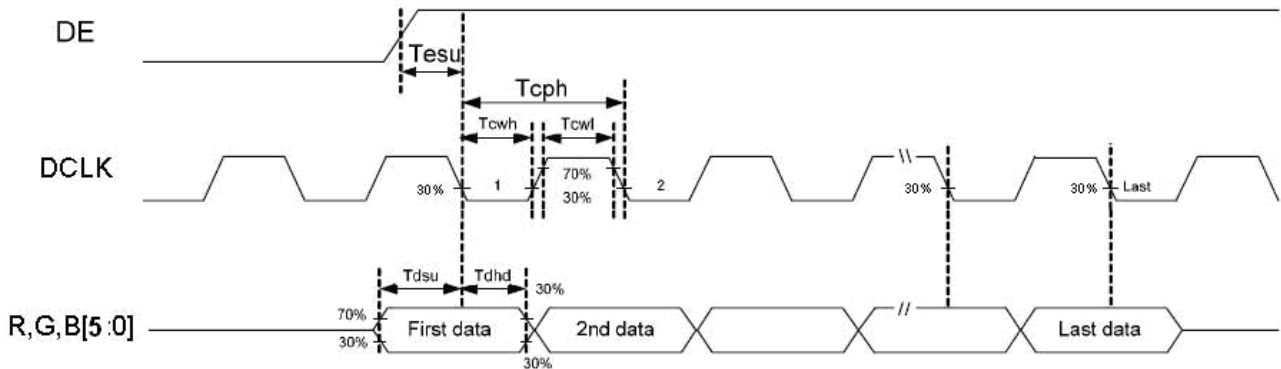 DE
Tesu
Tcph
Tcwh
Tcwl
DCLK
30%
1
70%
30%
2
30%
30%
Last
Tdsu
Tdhd
30%
R,G,B[5:0]
70%
30%
First data
2nd data
//
Last data
30%